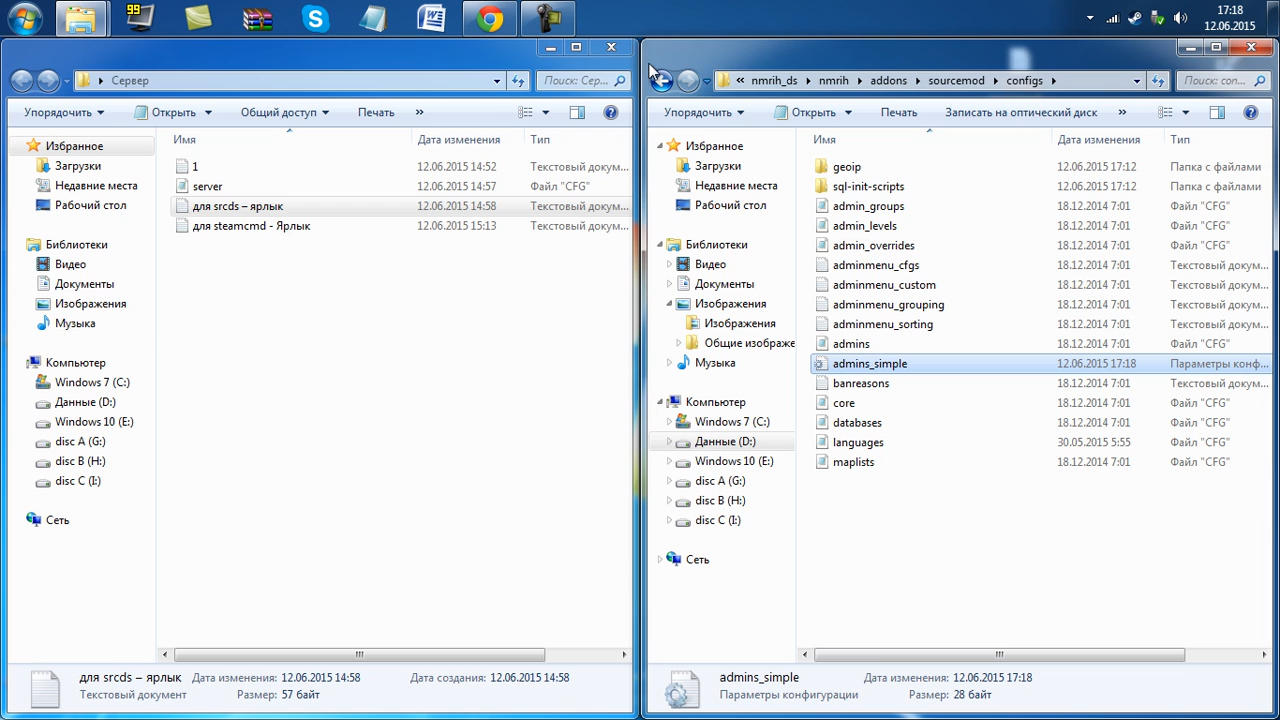 99
17:18
12.06.2015
Сервер
Поиск: Сер...
Упорядочить
Открыть
Общий доступ
Печать
»
Имя
Дата изменения
Тип
Избранное
Загрузки
Недавние места
Рабочий стол
Библиотеки
Видео
Документы
Изображения
Музыка
Компьютер
Windows 7 (C:)
Данные (D:)
Windows 10 (E:)
disc A (G:)
disc B (H:)
disc C (I:)
Сеть
1 12.06.2015 14:52 Текстовый докум...
server 12.06.2015 14:57 Файл "CFG"
для srcds – ярлык 12.06.2015 14:58 Текстовый докум...
для steamcmd - Ярлык 12.06.2015 15:13 Текстовый докум...
для srcds – ярлык Дата изменения: 12.06.2015 14:58 Дата создания: 12.06.2015 14:58
Текстовый документ Размер: 57 байт
« nmrih_ds nmrih addons sourcemod configs
Поиск: con...
Упорядочить
Открыть
Печать
Записать на оптический диск
»
Имя
Дата изменения
Тип
Избранное
Загрузки
Недавние места
Рабочий стол
Библиотеки
Видео
Документы
Изображения
Изображения
Общие изображе
Музыка
Компьютер
Windows 7 (C:)
Данные (D:)
Windows 10 (E:)
disc A (G:)
disc B (H:)
disc C (I:)
Сеть
geoip 12.06.2015 17:12 Папка с файлами
sql-init-scripts 12.06.2015 17:12 Папка с файлами
admin_groups 18.12.2014 7:01 Файл "CFG"
admin_levels 18.12.2014 7:01 Файл "CFG"
admin_overrides 18.12.2014 7:01 Файл "CFG"
adminmenu_cfgs 18.12.2014 7:01 Текстовый докум...
adminmenu_custom 18.12.2014 7:01 Текстовый докум...
adminmenu_grouping 18.12.2014 7:01 Текстовый докум...
adminmenu_sorting 18.12.2014 7:01 Текстовый докум...
admins 18.12.2014 7:01 Файл "CFG"
admins_simple 12.06.2015 17:18 Параметры конф...
banreasons 18.12.2014 7:01 Текстовый докум...
core 18.12.2014 7:01 Файл "CFG"
databases 18.12.2014 7:01 Файл "CFG"
languages 30.05.2015 5:55 Файл "CFG"
maplists 18.12.2014 7:01 Файл "CFG"
admins_simple Дата изменения: 12.06.2015 17:18
Параметры конфигурации Размер: 28 байт